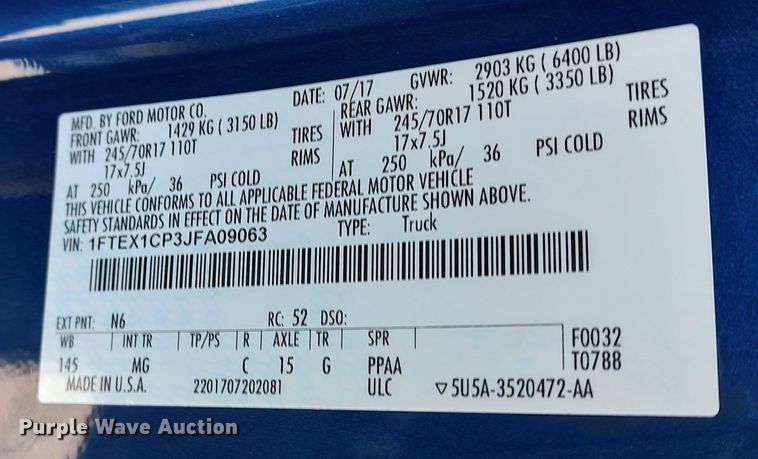 MFD. BY FORD MOTOR CO. DATE: 07/17 GVWR: 2903 KG ( 6400 LB)
FRONT GAWR: 1429 KG ( 3150 LB) REAR GAWR: 1520 KG ( 3350 LB)
WITH 245/70R17 110T TIRES WITH 245/70R17 110T TIRES
17x7.5J RIMS 17x7.5J RIMS
AT 250 kPa/ 36 PSI COLD AT 250 kPa/ 36 PSI COLD
THIS VEHICLE CONFORMS TO ALL APPLICABLE FEDERAL MOTOR VEHICLE
SAFETY STANDARDS IN EFFECT ON THE DATE OF MANUFACTURE SHOWN ABOVE.
VIN: 1FTEX1CP3JFA09063 TYPE: Truck
EXT PNT: N6 RC: 52 DSO:
WB INT TR TP/PS R AXLE TR SPR F0032
145 MG C 15 G PPAA T0788
MADE IN U.S.A. 2201707202081 ULC ▽5U5A-3520472-AA
Purple Wave Auction